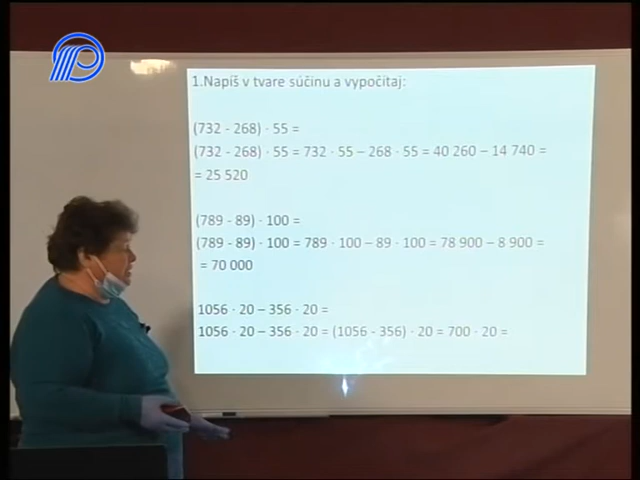 1.Napíš v tvare súčinu a vypočítaj:
(732 - 268) · 55 =
(732 - 268) · 55 = 732 · 55 – 268 · 55 = 40 260 – 14 740 =
= 25 520
(789 - 89) · 100 =
(789 - 89) · 100 = 789 · 100 – 89 · 100 = 78 900 – 8 900 =
= 70 000
1056 · 20 – 356 · 20 =
1056 · 20 – 356 · 20 = (1056 - 356) · 20 = 700 · 20 =